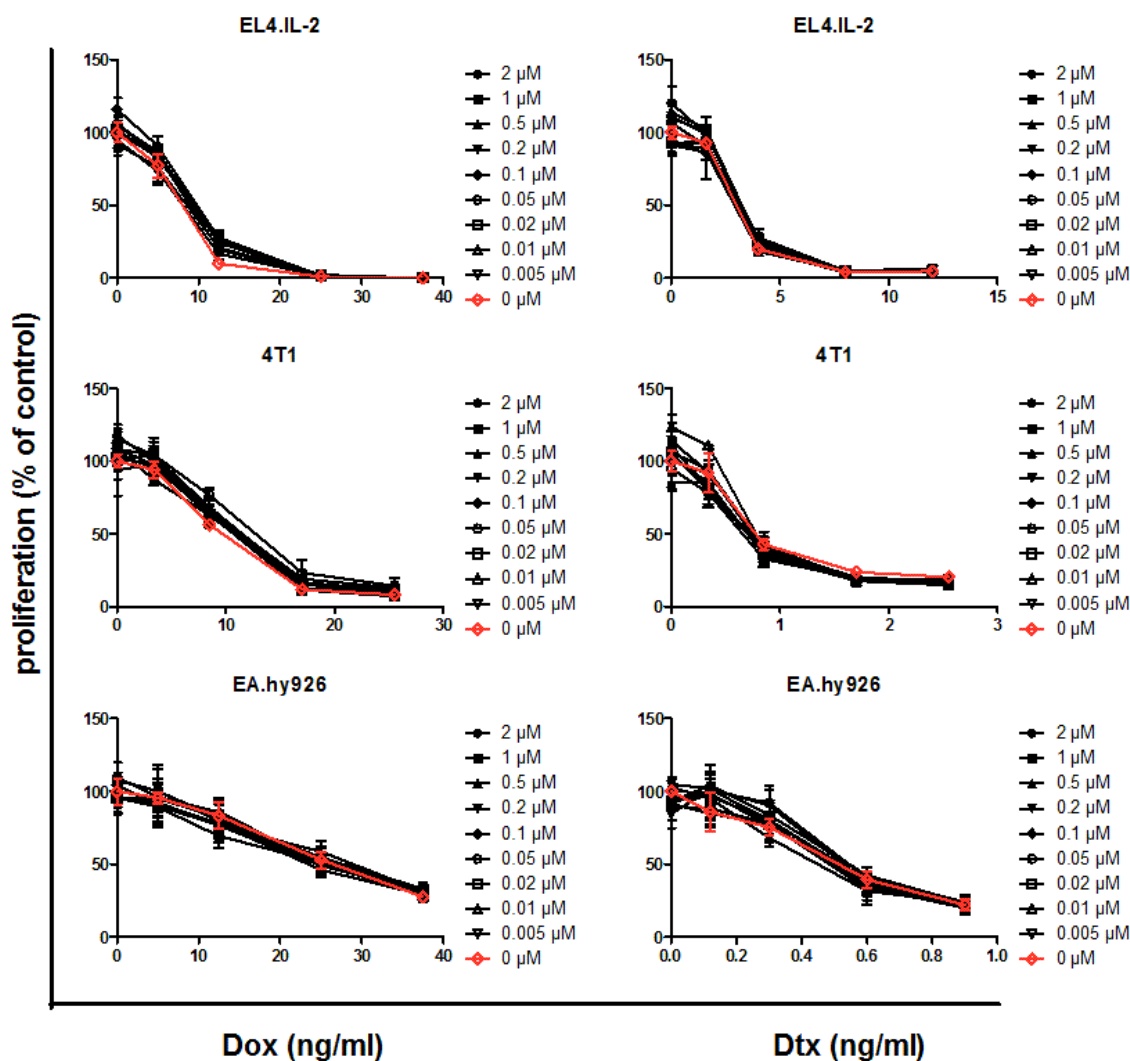 EL4.IL-2
150
100
50
0
0 10 20 30 40
2 µM
1 µM
0.5 µM
0.2 µM
0.1 µM
0.05 µM
0.02 µM
0.01 µM
0.005 µM
0 µM
EL4.IL-2
150
100
50
0
0 5 10 15
2 µM
1 µM
0.5 µM
0.2 µM
0.1 µM
0.05 µM
0.02 µM
0.01 µM
0.005 µM
0 µM
4T1
150
100
50
0
0 10 20 30
2 µM
1 µM
0.5 µM
0.2 µM
0.1 µM
0.05 µM
0.02 µM
0.01 µM
0.005 µM
0 µM
4T1
150
100
50
0
0 1 2 3
2 µM
1 µM
0.5 µM
0.2 µM
0.1 µM
0.05 µM
0.02 µM
0.01 µM
0.005 µM
0 µM
EA.hy926
150
100
50
0
0 10 20 30 40
2 µM
1 µM
0.5 µM
0.2 µM
0.1 µM
0.05 µM
0.02 µM
0.01 µM
0.005 µM
0 µM
EA.hy926
150
100
50
0
0.0 0.2 0.4 0.6 0.8 1.0
2 µM
1 µM
0.5 µM
0.2 µM
0.1 µM
0.05 µM
0.02 µM
0.01 µM
0.005 µM
0 µM
proliferation (% of control)
Dox (ng/ml)
Dtx (ng/ml)